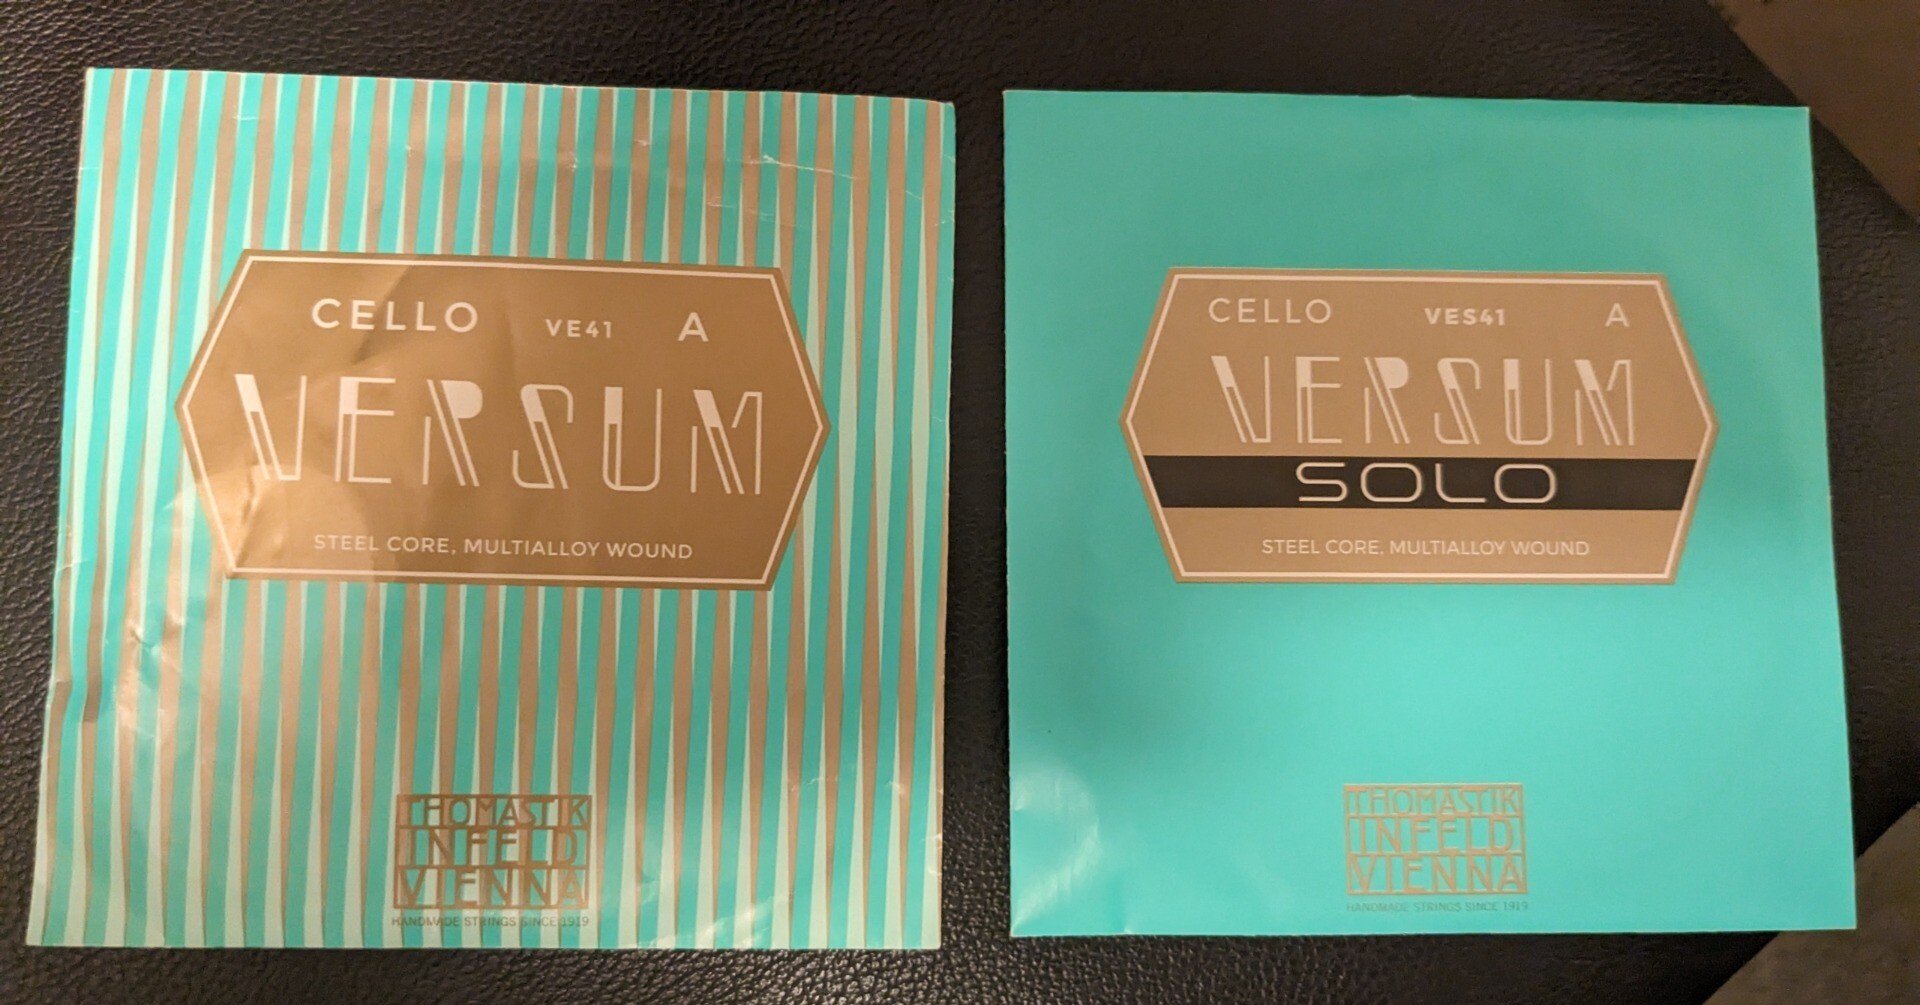 CELLO VE41 A
VERSUM
STEEL CORE, MULTIALLOY WOUND
THOMASTIK
INFELD
VIENNA
HANDMADE STRINGS SINCE 1919
CELLO VES41 A
VERSUM
SOLO
STEEL CORE, MULTIALLOY WOUND
THOMASTIK
INFELD
VIENNA
HANDMADE STRINGS SINCE 1919